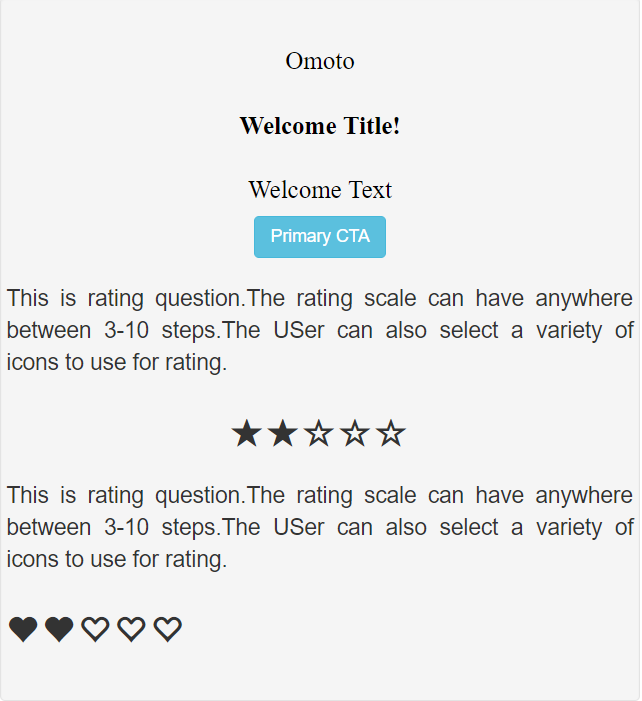 Omoto
Welcome Title!
Welcome Text
Primary CTA
This is rating question.The rating scale can have anywhere
between 3-10 steps.The USer can also select a variety of
icons to use for rating.
This is rating question.The rating scale can have anywhere
between 3-10 steps.The USer can also select a variety of
icons to use for rating.